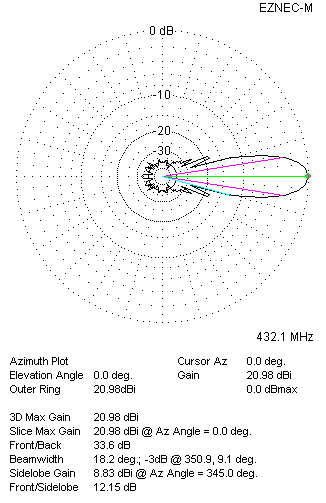 EZNEC-M
0 dB
-10
-20
-30
432.1 MHz
Azimuth Plot Cursor Az 0.0 deg.
Elevation Angle 0.0 deg. Gain 20.98 dBi
Outer Ring 20.98dBi 0.0 dBmax
3D Max Gain 20.98 dBi
Slice Max Gain 20.98 dBi @ Az Angle = 0.0 deg.
Front/Back 33.6 dB
Beamwidth 18.2 deg.; -3dB @ 350.9, 9.1 deg.
Sidelobe Gain 8.83 dBi @ Az Angle = 345.0 deg.
Front/Sidelobe 12.15 dB